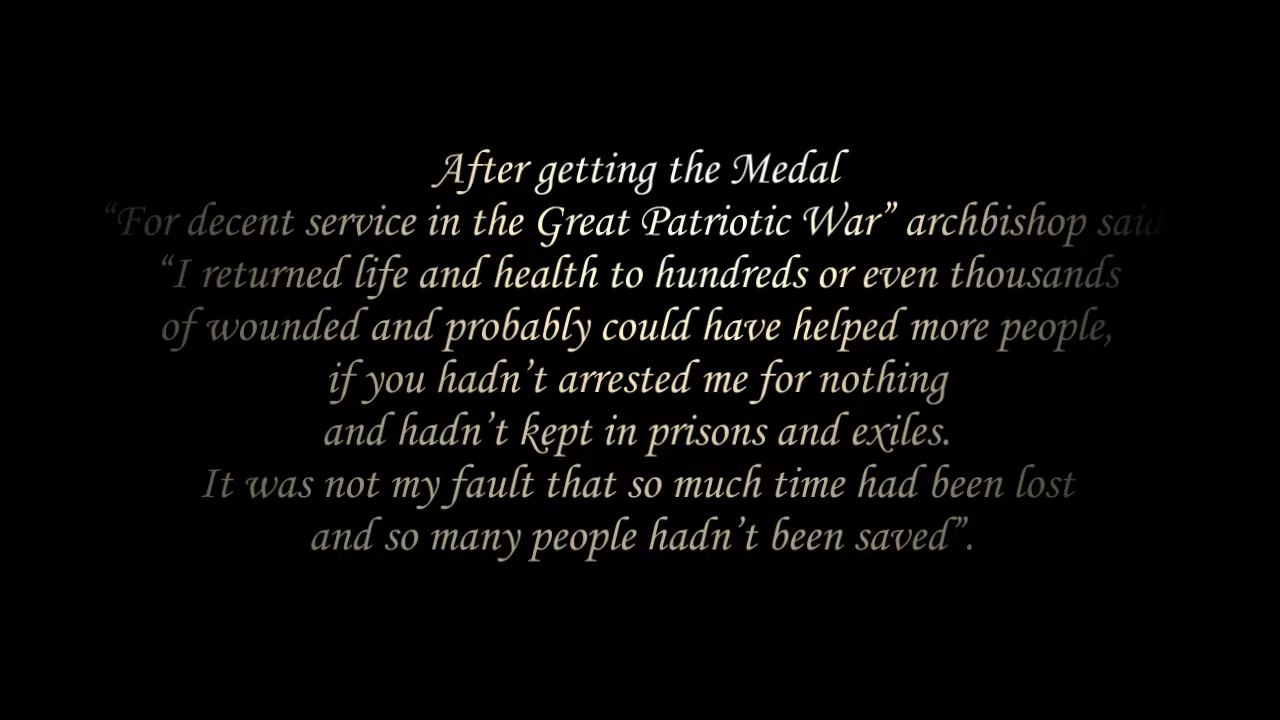 After getting the Medal
“For decent service in the Great Patriotic War” archbishop said
“I returned life and health to hundreds or even thousands
of wounded and probably could have helped more people,
if you hadn’t arrested me for nothing
and hadn’t kept in prisons and exiles.
It was not my fault that so much time had been lost
and so many people hadn’t been saved”.